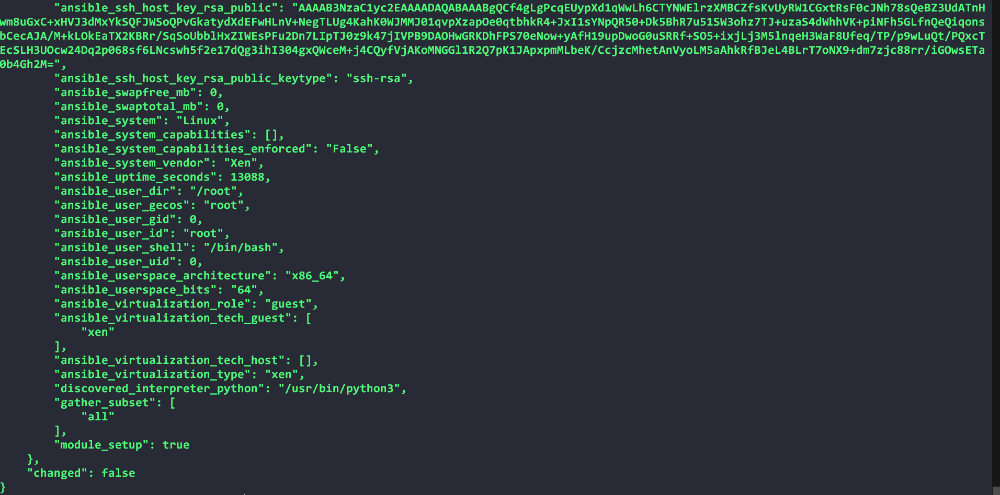 "ansible_ssh_host_key_rsa_public": "AAAAB3NzaC1yc2EAAAADAQABAAABgQCf4gLgPcqEUypXd1qWwLh6CTYNWElrzXMBCZfsKvUyRW1CGxtRsF0cJNh78sQeBZ3UdATnH
wm8uGxC+xHVJ3dMxYkSQFJWSoQPvGkatydXdEFwHLnV+NegTLUg4KahK0WJMMJ01qvpXzapOe0qtbhkR4+JxI1sYNpQR50+Dk5BhR7u51SW3ohz7TJ+uzaS4dWhhVK+piNFh5GLfnQeQiqons
bCecAJA/M+kLOkEaTX2KBRr/SqSoUbblHxZIWEsPFu2Dn7LIpTJ0z9k47jIVPB9DAOHwGRKDhFPS70eNow+yAfH19upDwoG0uSRRf+SO5+ixjLj3M5lnqeH3WaF8Ufeq/TP/p9wLuQt/PQxcT
EcSLH3UOcw24Dq2p068sf6LNcswh5f2e17dQg3ihI304gxQWceM+j4CQyfVjAKoMNGGl1R2Q7pK1JApxpmMLbeK/CcjzcMhetAnVyoLM5aAhkRfBJeL4BLrT7oNX9+dm7zjc88rr/iGOwsETa
0b4Gh2M=",
"ansible_ssh_host_key_rsa_public_keytype": "ssh-rsa",
"ansible_swapfree_mb": 0,
"ansible_swaptotal_mb": 0,
"ansible_system": "Linux",
"ansible_system_capabilities": [],
"ansible_system_capabilities_enforced": "False",
"ansible_system_vendor": "Xen",
"ansible_uptime_seconds": 13088,
"ansible_user_dir": "/root",
"ansible_user_gecos": "root",
"ansible_user_gid": 0,
"ansible_user_id": "root",
"ansible_user_shell": "/bin/bash",
"ansible_user_uid": 0,
"ansible_userspace_architecture": "x86_64",
"ansible_userspace_bits": "64",
"ansible_virtualization_role": "guest",
"ansible_virtualization_tech_guest": [
"xen"
],
"ansible_virtualization_tech_host": [],
"ansible_virtualization_type": "xen",
"discovered_interpreter_python": "/usr/bin/python3",
"gather_subset": [
"all"
],
"module_setup": true
},
"changed": false
}